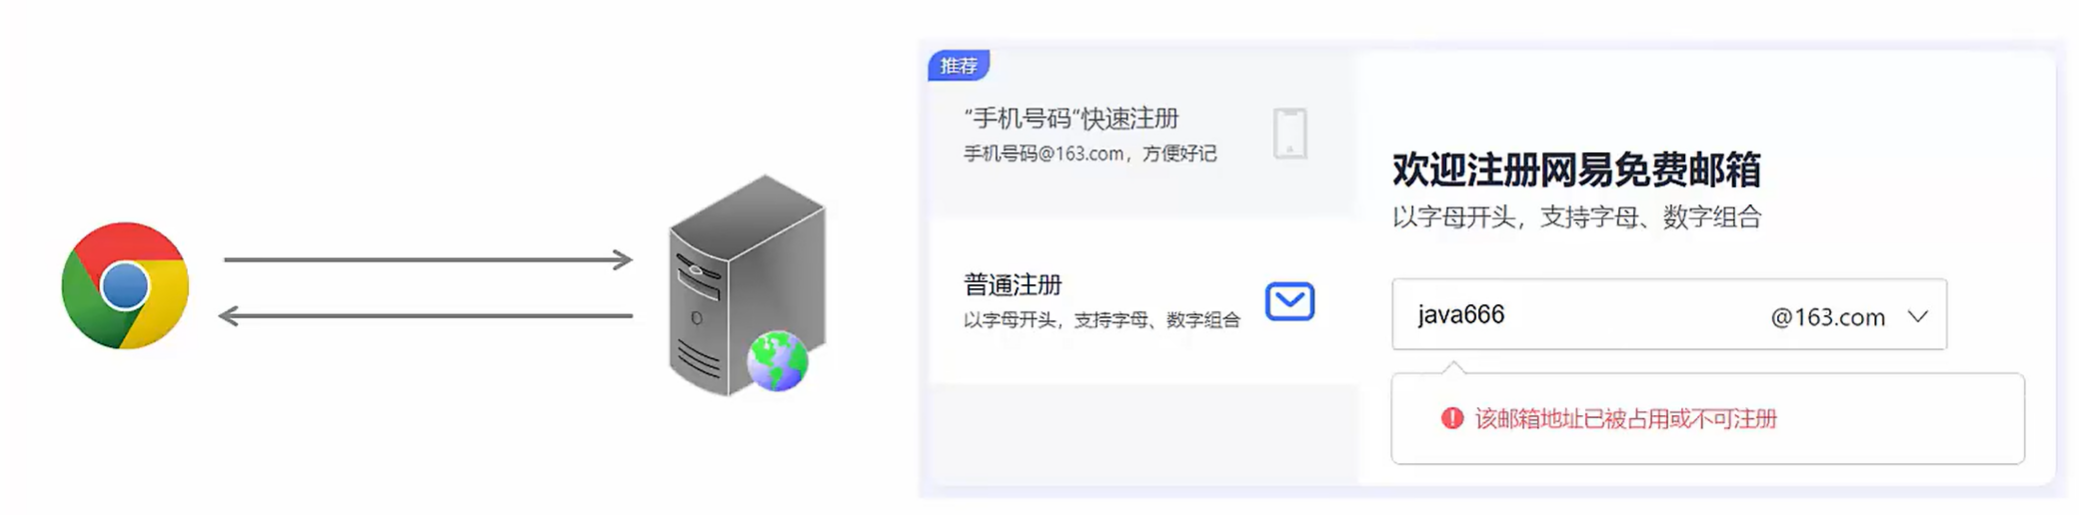 推荐
“手机号码”快速注册
手机号码@163.com，方便好记
普通注册
以字母开头，支持字母、数字组合
欢迎注册网易免费邮箱
以字母开头，支持字母、数字组合
java666 @163.com
该邮箱地址已被占用或不可注册